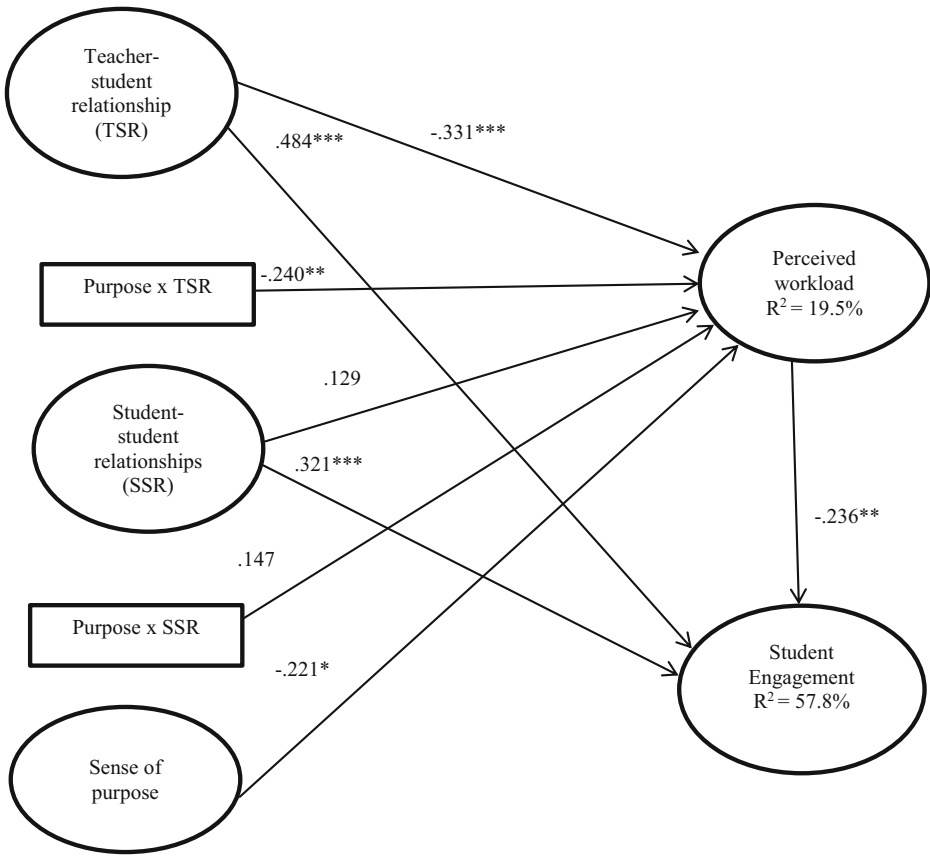 Teacher-
student
relationship
(TSR)
.484***
-.331***
Purpose x TSR
-.240**
Perceived
workload
R² = 19.5%
Student-
student
relationships
(SSR)
.129
.321***
-.236**
.147
Purpose x SSR
-.221*
Student
Engagement
R² = 57.8%
Sense of
purpose